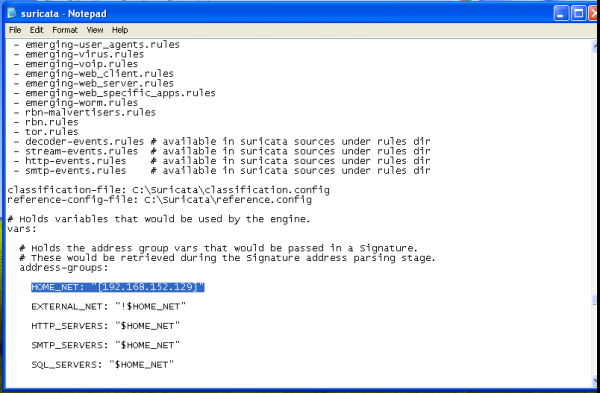 suricata - Notepad
File Edit Format View Help
- emerging-user_agents.rules
- emerging-virus.rules
- emerging-voip.rules
- emerging-web_client.rules
- emerging-web_server.rules
- emerging-web_specific_apps.rules
- emerging-worm.rules
- rbn-malvertisers.rules
- rbn.rules
- tor.rules
- decoder-events.rules # available in suricata sources under rules dir
- stream-events.rules # available in suricata sources under rules dir
- http-events.rules # available in suricata sources under rules dir
- smtp-events.rules # available in suricata sources under rules dir
classification-file: C:\Suricata\classification.config
reference-config-file: C:\Suricata\reference.config
# Holds variables that would be used by the engine.
vars:
# Holds the address group vars that would be passed in a Signature.
# These would be retrieved during the Signature address parsing stage.
address-groups:
HOME_NET: "[192.168.152.129]"
EXTERNAL_NET: "!$HOME_NET"
HTTP_SERVERS: "$HOME_NET"
SMTP_SERVERS: "$HOME_NET"
SQL_SERVERS: "$HOME_NET"